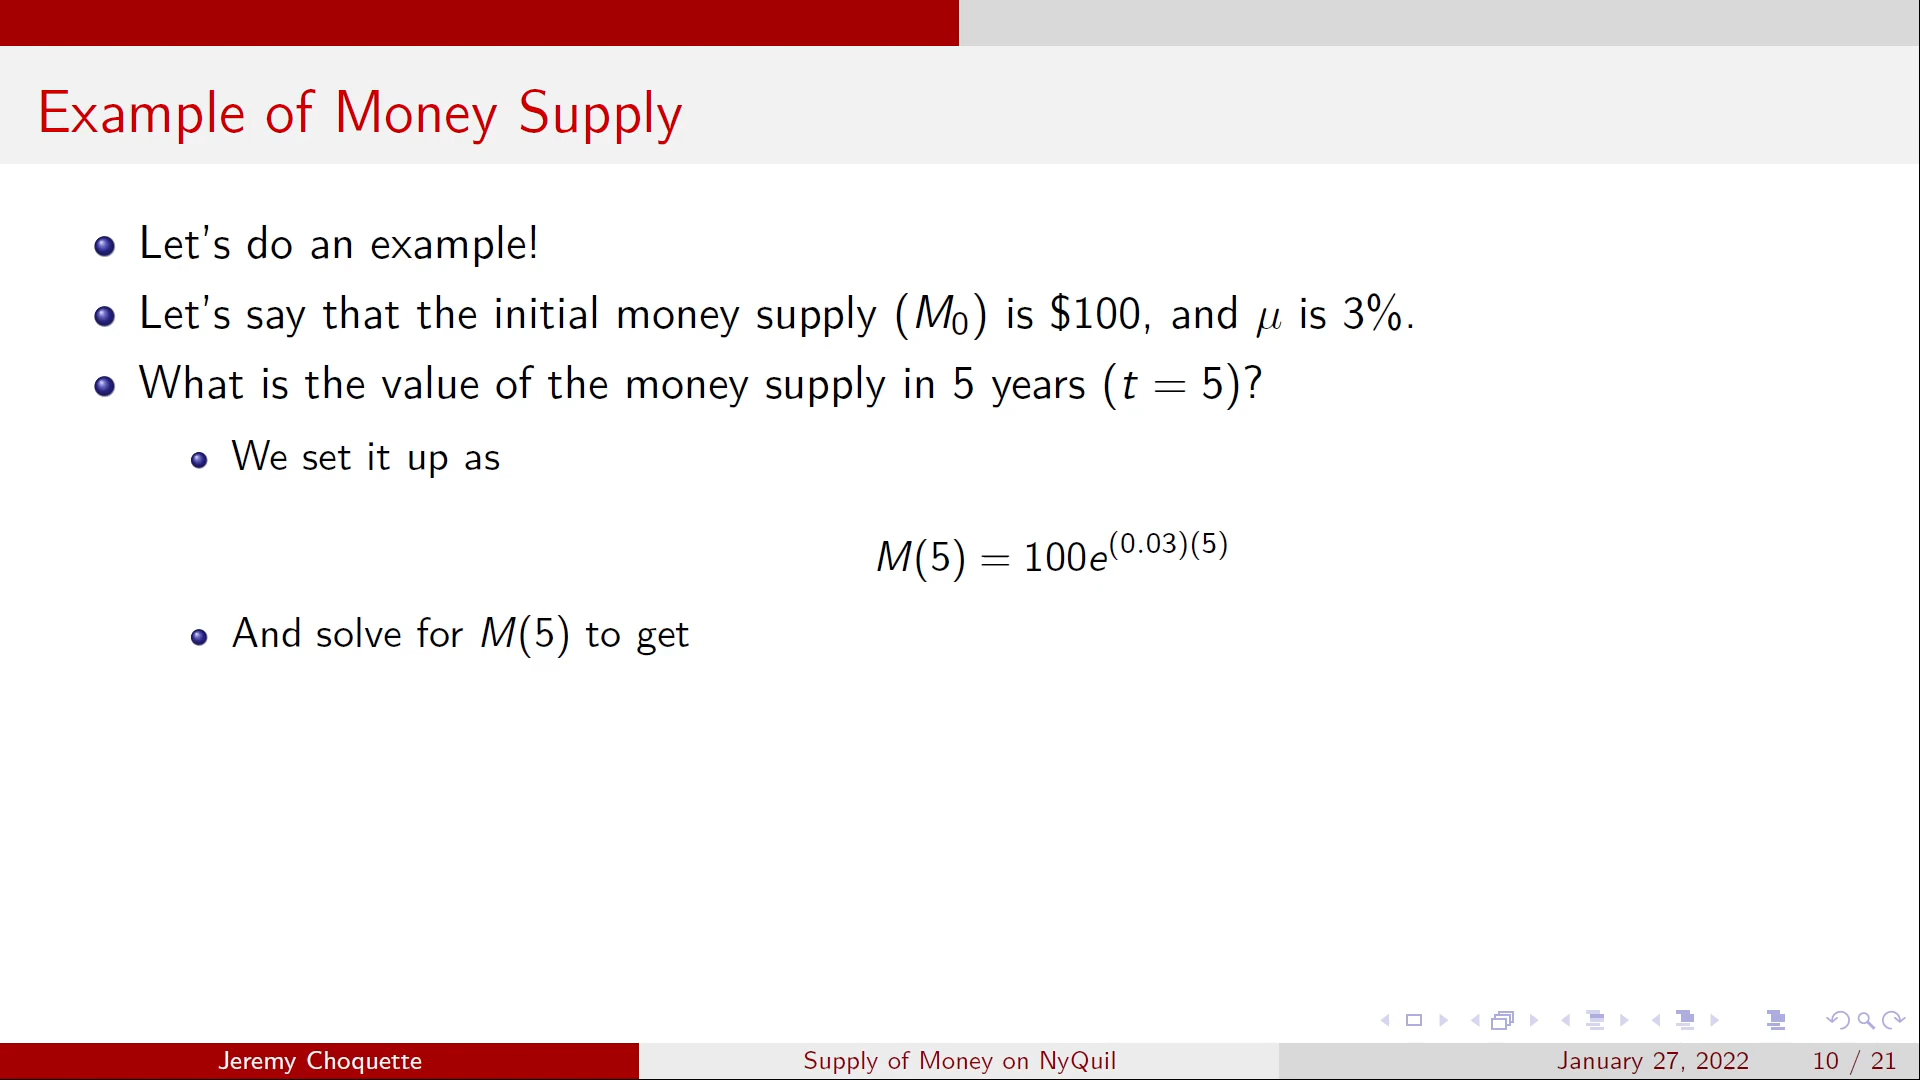 Example of Money Supply
Let's do an example!
Let's say that the initial money supply (M₀) is $100, and μ is 3%.
What is the value of the money supply in 5 years (t = 5)?
We set it up as
M(5) = 100e^(0.03)(5)
And solve for M(5) to get
Jeremy Choquette Supply of Money on NyQuil January 27, 2022 10 / 21